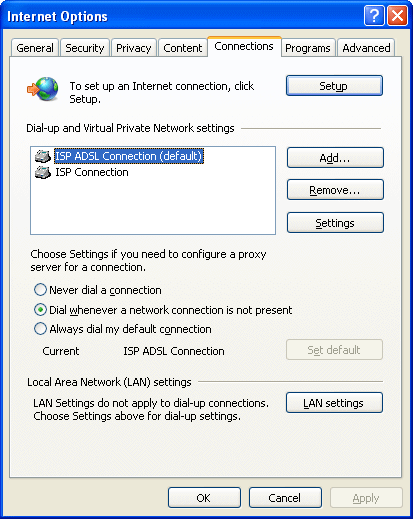 Internet Options
General Security Privacy Content Connections Programs Advanced
To set up an Internet connection, click
Setup.
Setup
Dial-up and Virtual Private Network settings
ISP ADSL Connection (default)
ISP Connection
Add...
Remove...
Settings
Choose Settings if you need to configure a proxy
server for a connection.
Never dial a connection
Dial whenever a network connection is not present
Always dial my default connection
Current ISP ADSL Connection Set default
Local Area Network (LAN) settings
LAN Settings do not apply to dial-up connections.
Choose Settings above for dial-up settings.
LAN settings
OK Cancel Apply